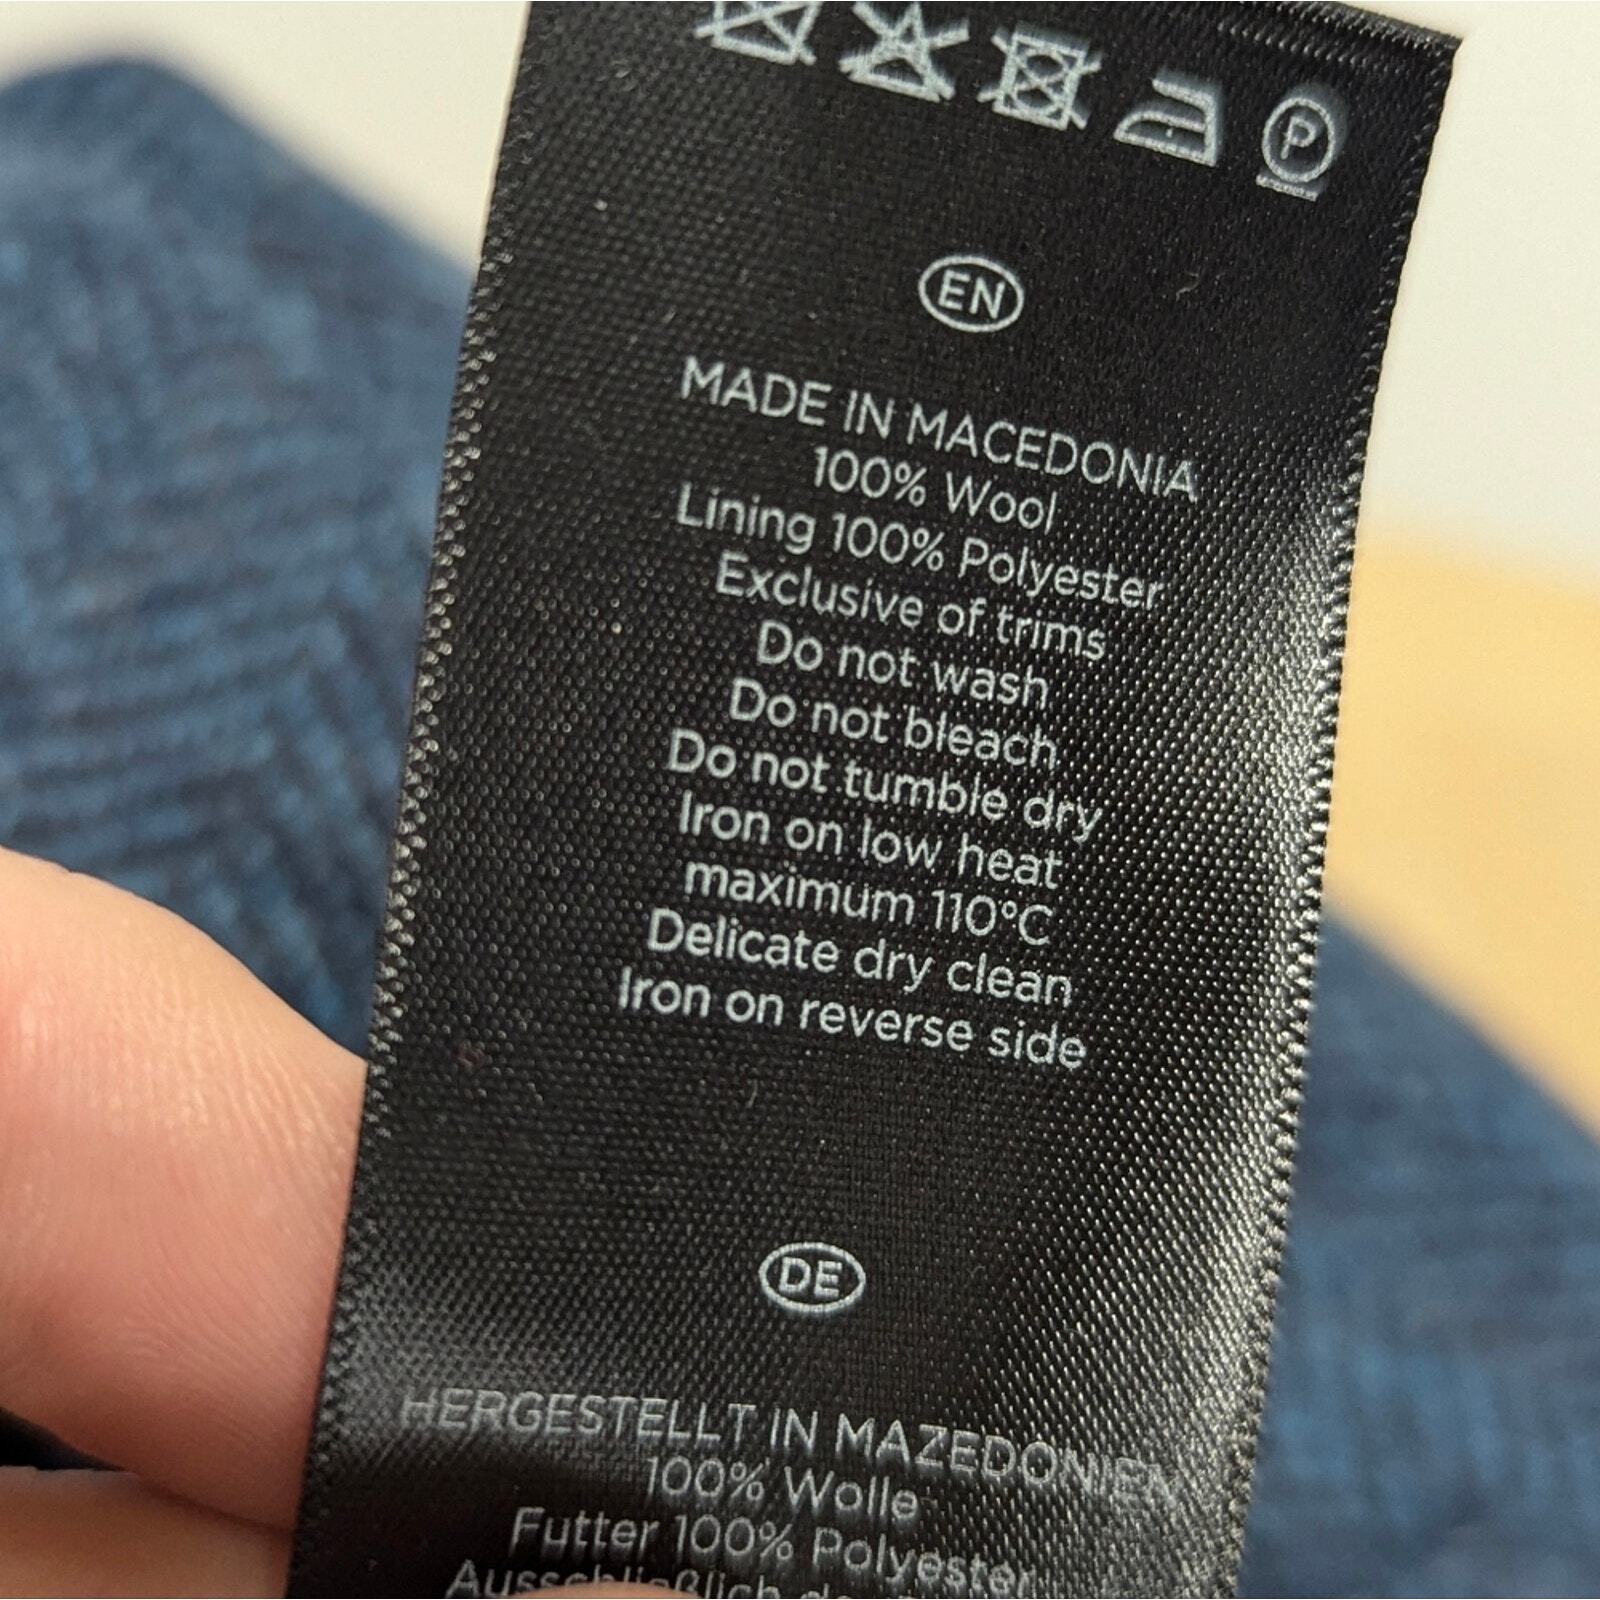 P
EN
MADE IN MACEDONIA
100% Wool
Lining 100% Polyester
Exclusive of trims
Do not wash
Do not bleach
Do not tumble dry
Iron on low heat
maximum 110°C
Delicate dry clean
Iron on reverse side
DE
HERGESTELLT IN MAZEDONIEN
100% Wolle
Futter 100% Polyester
Ausschließlich